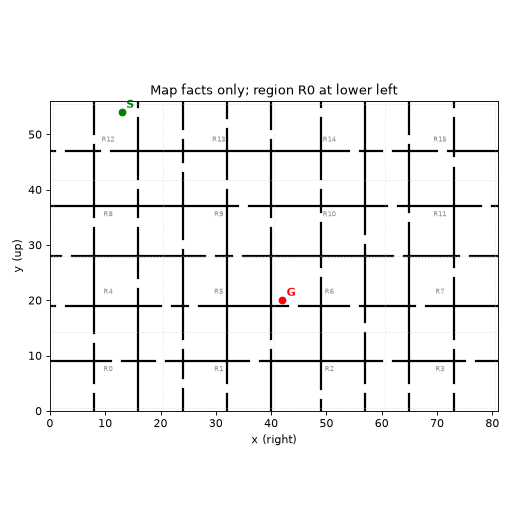 Map facts only; region R0 at lower left
S
R12 R13 R14 R15
R8 R9 R10 R11
G
R4 R5 R6 R7
R0 R1 R2 R3
y (up)
50
40
30
20
10
0
0 10 20 30 40 50 60 70 80
x (right)